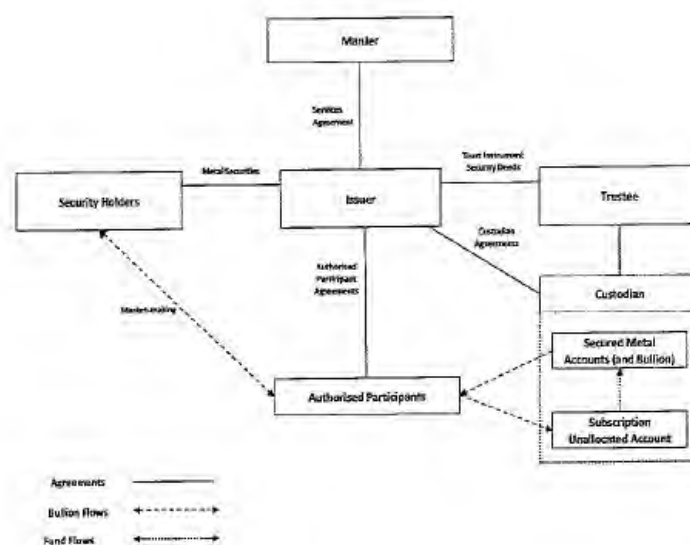 ManJer
Services
Agreement
Metal Securities
Trust Instrument
Security Deeds
Security Holders
Issuer
Trustee
Custodian
Agreements
Authorised
Participant
Agreements
Custodian
Market-making
Secured Metal
Accounts (and Bullion)
Authorised Participants
Subscription
Unallocated Account
Agreements
Bullion Flows
Fund Flows